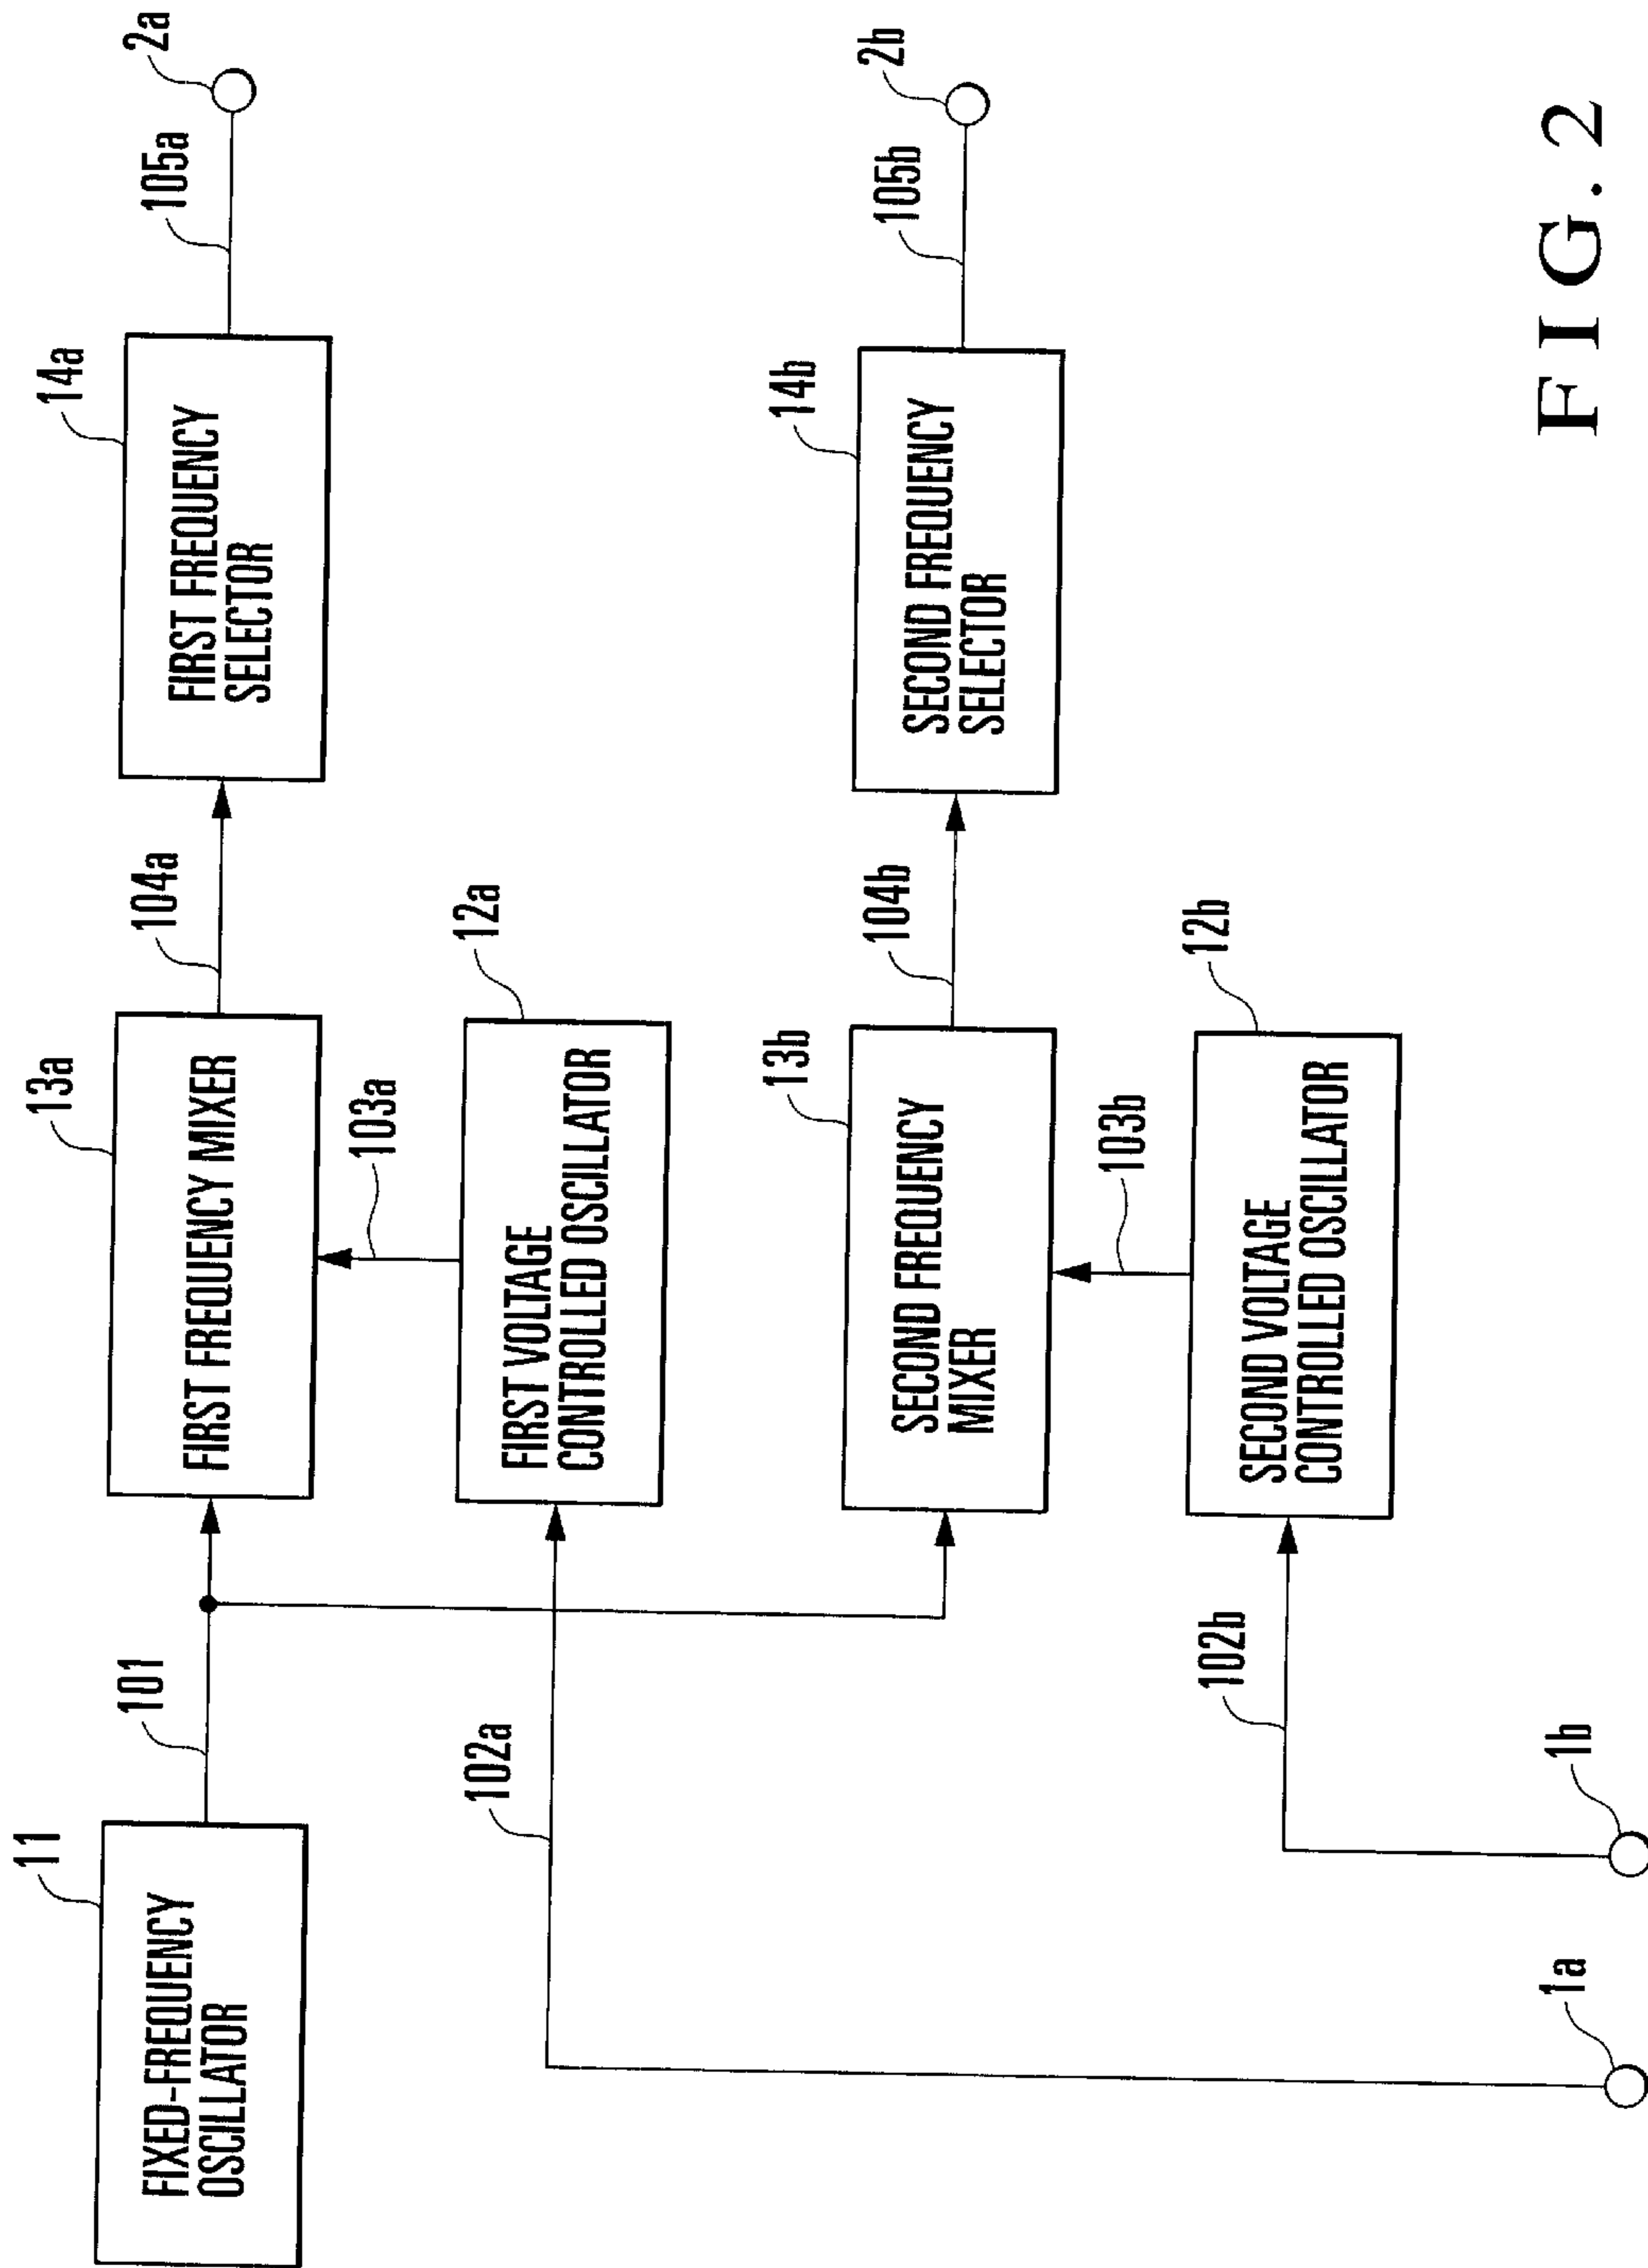 11
FIXED-FREQUENCY
OSCILLATOR
101
13a
FIRST FREQUENCY MIXER
104a
14a
FIRST FREQUENCY
SELECTOR
105a
2a
103a
102a
12a
FIRST VOLTAGE
CONTROLLED OSCILLATOR
13b
SECOND FREQUENCY
MIXER
104b
14b
SECOND FREQUENCY
SELECTOR
105b
2b
103b
102b
12b
SECOND VOLTAGE
CONTROLLED OSCILLATOR
1a
1b
FIG.2